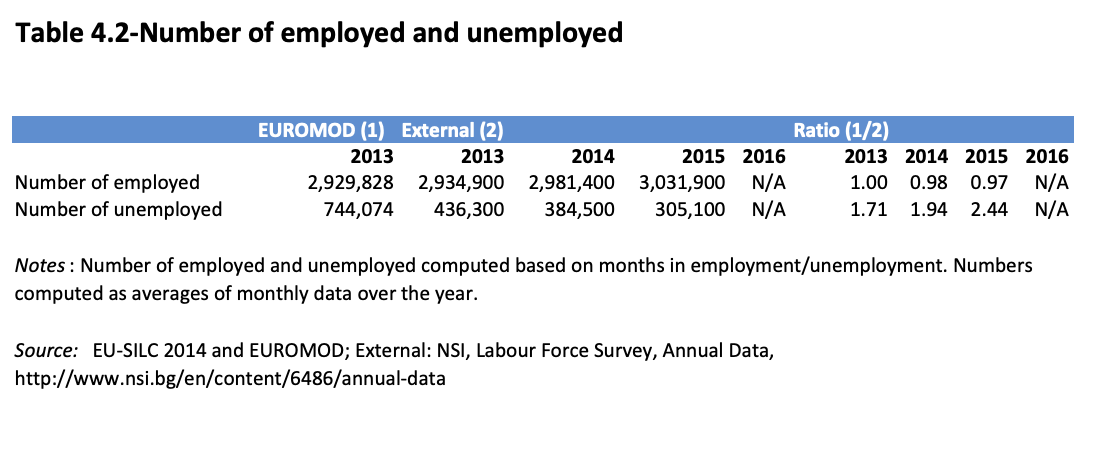 Table 4.2-Number of employed and unemployed
EUROMOD (1) External (2) Ratio (1/2)
2013 2013 2014 2015 2016 2013 2014 2015 2016
Number of employed 2,929,828 2,934,900 2,981,400 3,031,900 N/A 1.00 0.98 0.97 N/A
Number of unemployed 744,074 436,300 384,500 305,100 N/A 1.71 1.94 2.44 N/A
Notes : Number of employed and unemployed computed based on months in employment/unemployment. Numbers
computed as averages of monthly data over the year.
Source: EU-SILC 2014 and EUROMOD; External: NSI, Labour Force Survey, Annual Data,
http://www.nsi.bg/en/content/6486/annual-data